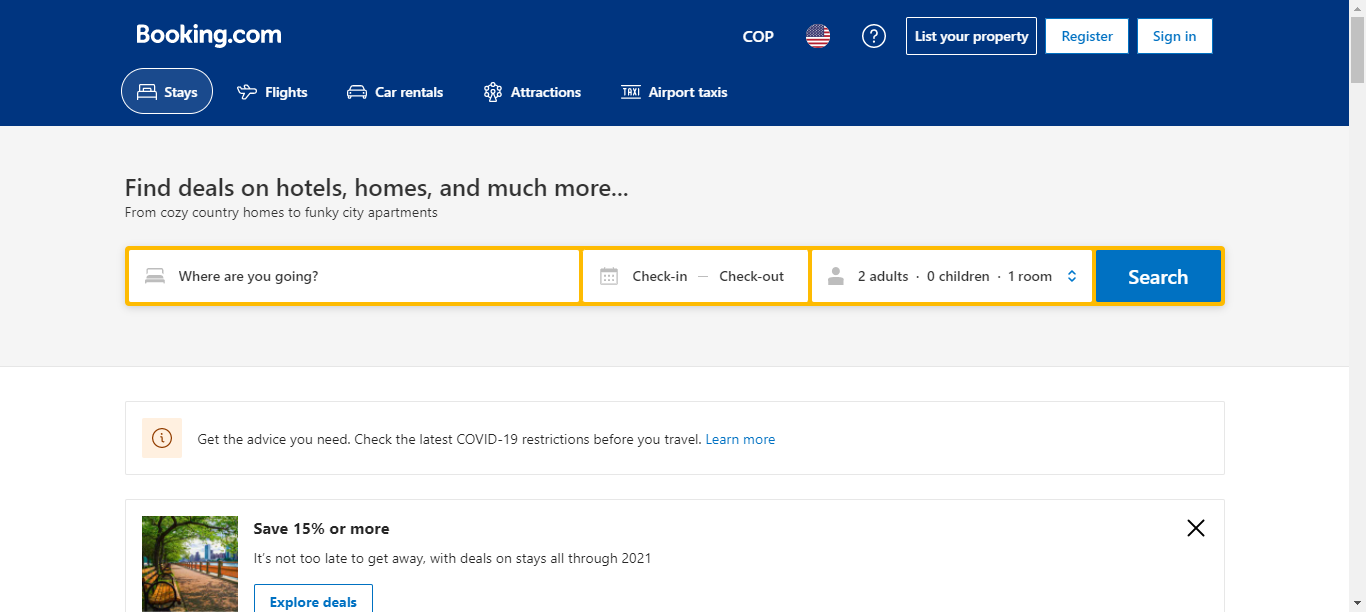 Booking.com
COP
List your property
Register
Sign in
Stays
Flights
Car rentals
Attractions
TAXI Airport taxis
Find deals on hotels, homes, and much more...
From cozy country homes to funky city apartments
Where are you going?
Check-in — Check-out
2 adults · 0 children · 1 room
Search
Get the advice you need. Check the latest COVID-19 restrictions before you travel. Learn more
Save 15% or more
It's not too late to get away, with deals on stays all through 2021
Explore deals